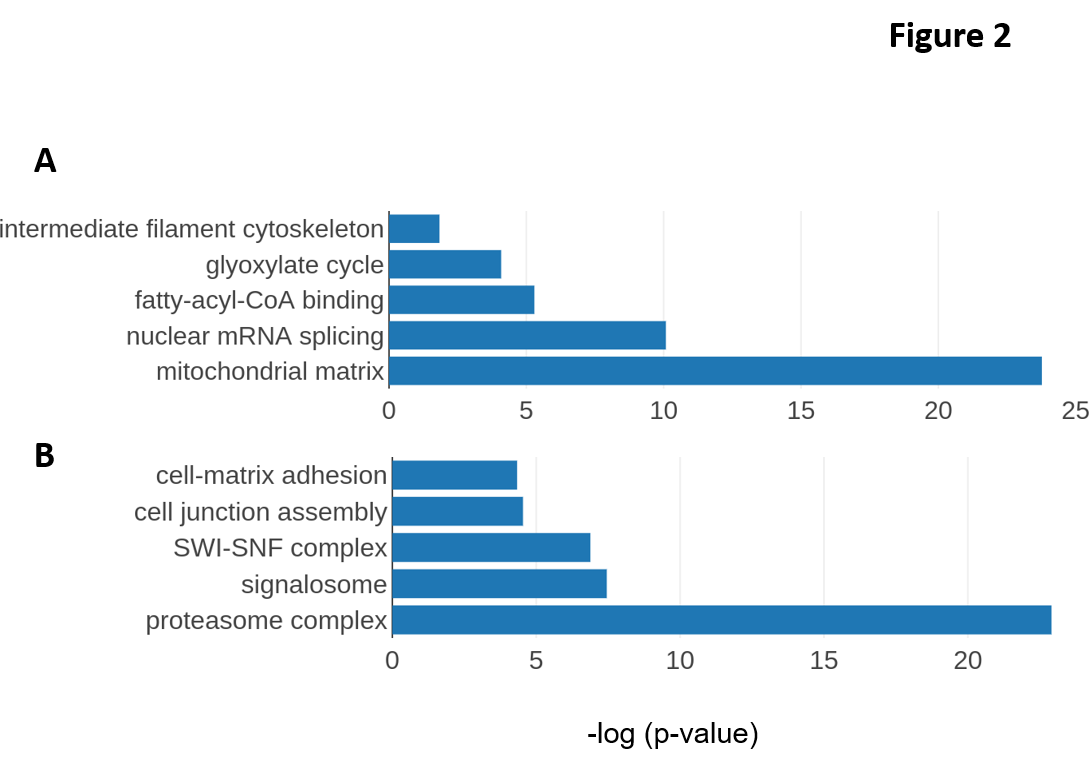 Figure 2
A
intermediate filament cytoskeleton
glyoxylate cycle
fatty-acyl-CoA binding
nuclear mRNA splicing
mitochondrial matrix
0 5 10 15 20 25
B
cell-matrix adhesion
cell junction assembly
SWI-SNF complex
signalosome
proteasome complex
0 5 10 15 20
-log (p-value)